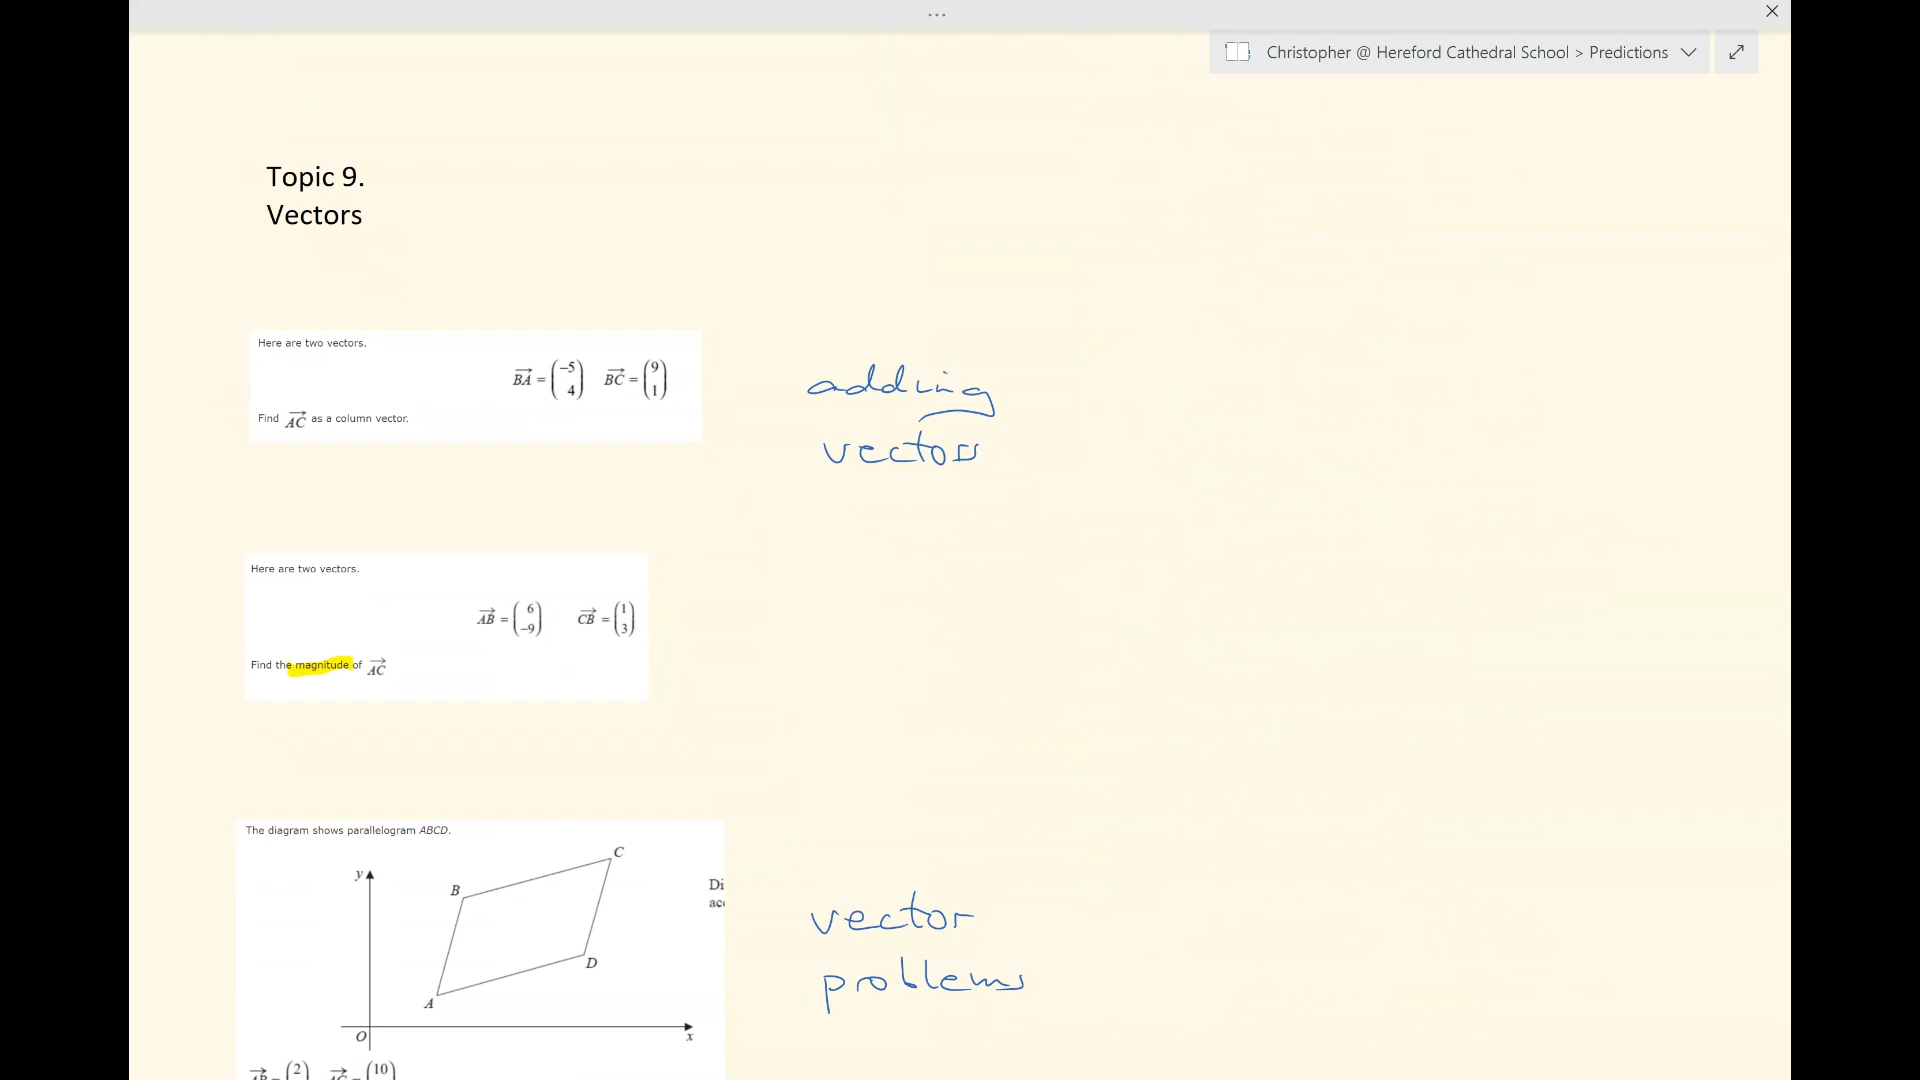 Christopher @ Hereford Cathedral School > Predictions
Topic 9.
Vectors
Here are two vectors.
BA = (-5 4) BC = (9 1)
Find AC as a column vector.
adding
vectors
Here are two vectors.
AB = (6 -9) CB = (1 3)
Find the magnitude of AC
The diagram shows parallelogram ABCD.
C
y
B
Di
D
A
O
x
vector
problems